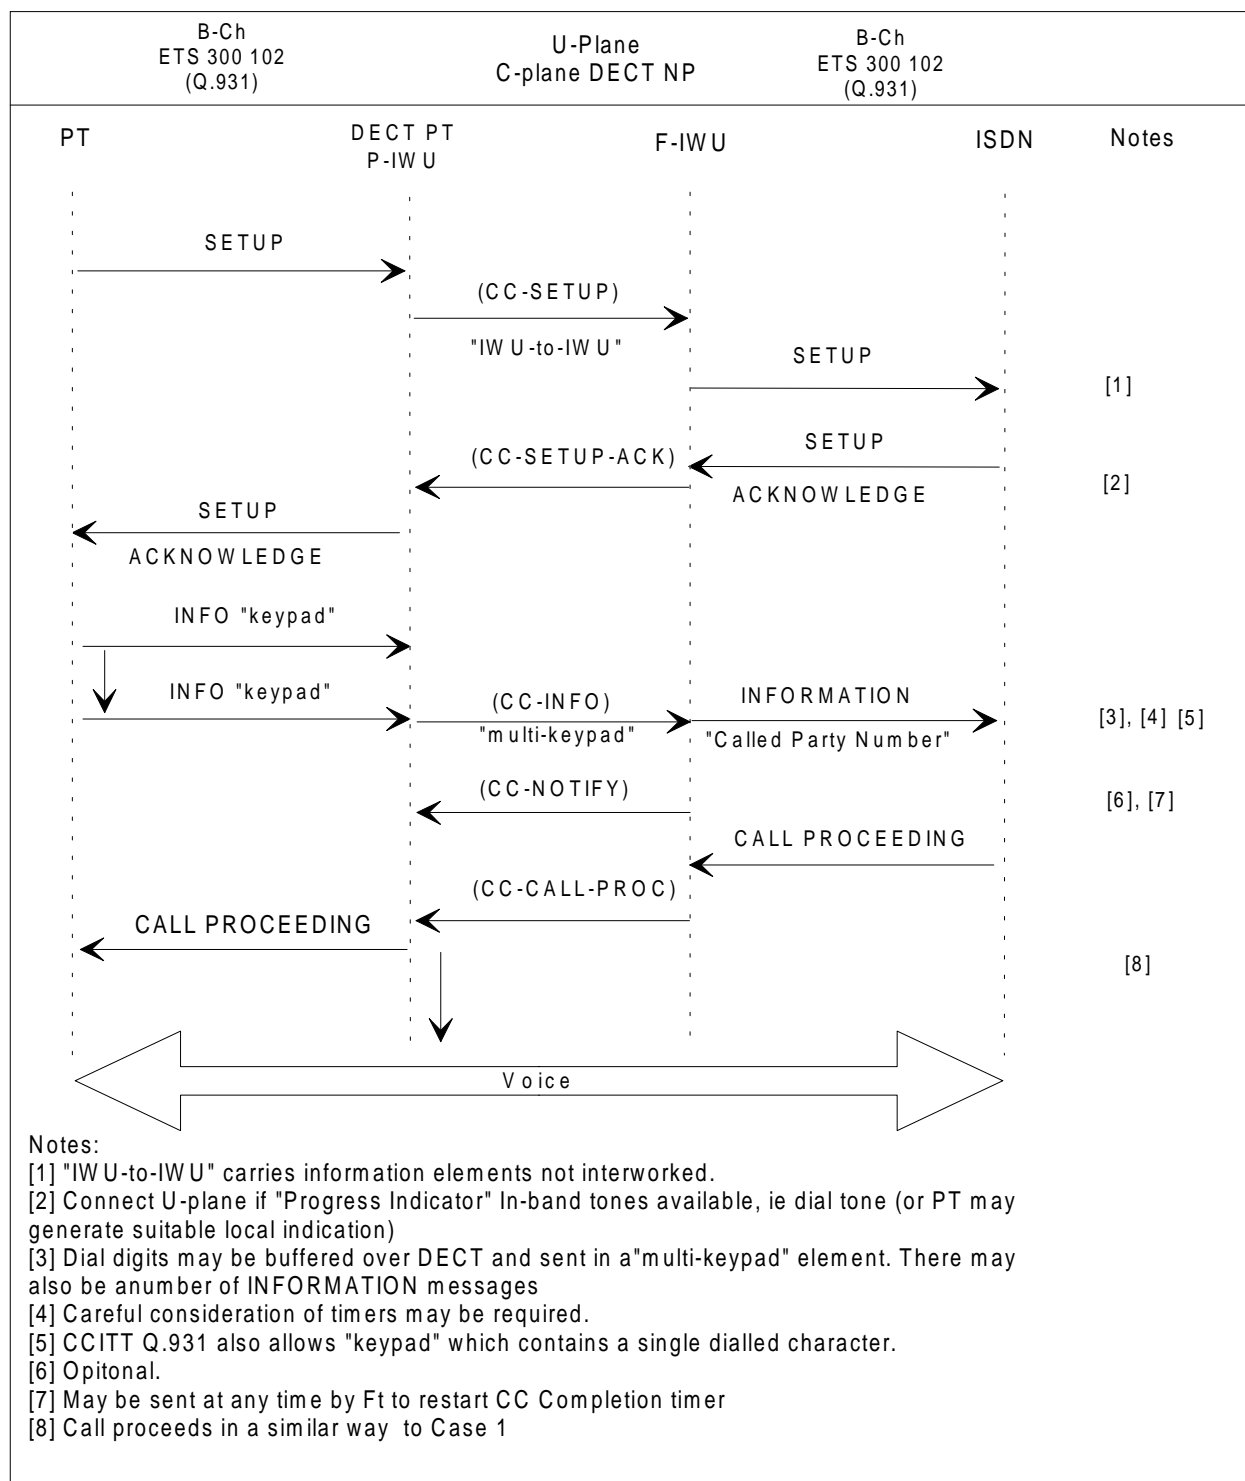 B-Ch
ETS 300 102
(Q.931)
U-Plane
C-plane DECT NP
B-Ch
ETS 300 102
(Q.931)
PT
DECT PT
P-IWU
F-IWU
ISDN
Notes
SETUP
(CC-SETUP)
"IWU-to-IWU"
SETUP
[1]
SETUP
(CC-SETUP-ACK)
ACKNOWLEDGE
[2]
SETUP
ACKNOWLEDGE
INFO "keypad"
INFO "keypad"
(CC-INFO)
"multi-keypad"
INFORMATION
"Called Party Number"
[3], [4] [5]
(CC-NOTIFY)
[6], [7]
CALL PROCEEDING
(CC-CALL-PROC)
CALL PROCEEDING
[8]
Voice
Notes:
[1] "IWU-to-IWU" carries information elements not interworked.
[2] Connect U-plane if "Progress Indicator" In-band tones available, ie dial tone (or PT may
generate suitable local indication)
[3] Dial digits may be buffered over DECT and sent in a"multi-keypad" element. There may
also be anumber of INFORMATION messages
[4] Careful consideration of timers may be required.
[5] CCITT Q.931 also allows "keypad" which contains a single dialled character.
[6] Opitonal.
[7] May be sent at any time by Ft to restart CC Completion timer
[8] Call proceeds in a similar way to Case 1